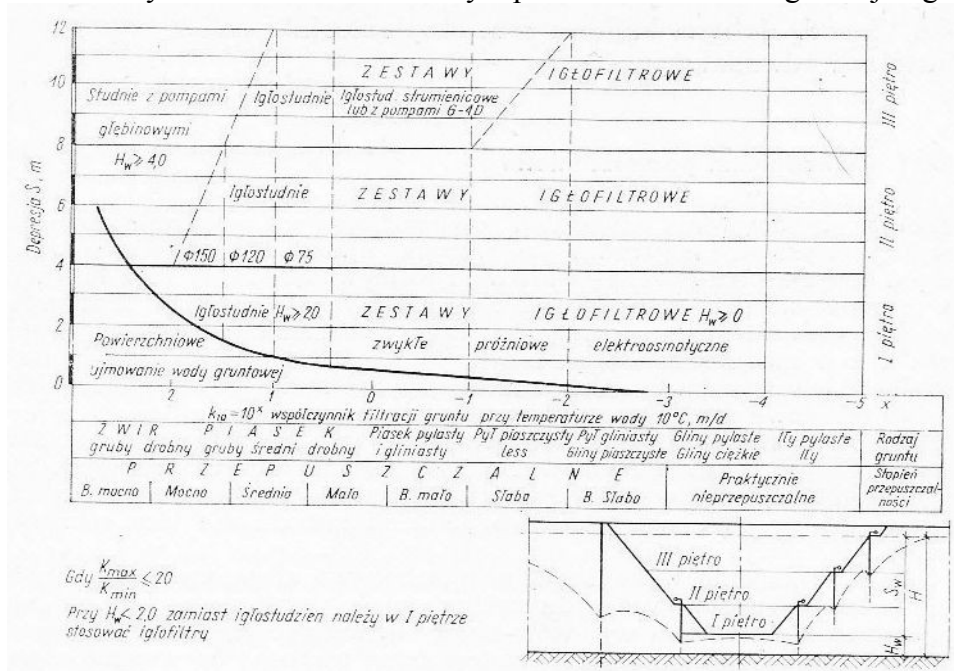 12
10
8
6
4
2
0
Depresja S, m
ZESTAWY IGŁOFILTROWE
Studnie z pompami
głębinowymi
Hw ≥ 4,0
Igłostudnie
Igłostud. strumienicowe
lub z pompami 6-4D
III piętro
Igłostudnie ZESTAWY IGŁOFILTROWE
II piętro
Φ150 Φ120 Φ75
Igłostudnie Hw ≥ 2,0 ZESTAWY IGŁOFILTROWE Hw ≥ 0
I piętro
Powierzchniowe
ujmowanie wody gruntowej
zwykłe próżniowe elektroosmotyczne
2 1 0 -1 -2 -3 -4 -5 x
k₁₀ = 10ˣ współczynnik filtracji gruntu przy temperaturze wody 10°C, m/d
ŻWIR PIASEK Piasek pylasty Pył piaszczysty Pył gliniasty Gliny pylaste Iły pylaste Rodzaj
gruby drobny gruby średni drobny i gliniasty less Gliny piaszczyste Gliny ciężkie Iły gruntu
PRZEPUSZCZALNE Praktycznie Stopień
B. mocno Mocno Średnio Mało B. mało Słabo B. Słabo nieprzepuszczalne przepuszczal-
ności
Gdy Kmax/Kmin ≤ 20
Przy Hw < 2,0 zamiast igłostudzien należy w I piętrze
stosować igłofiltry
III piętro
II piętro
I piętro
Sw
H
Hw